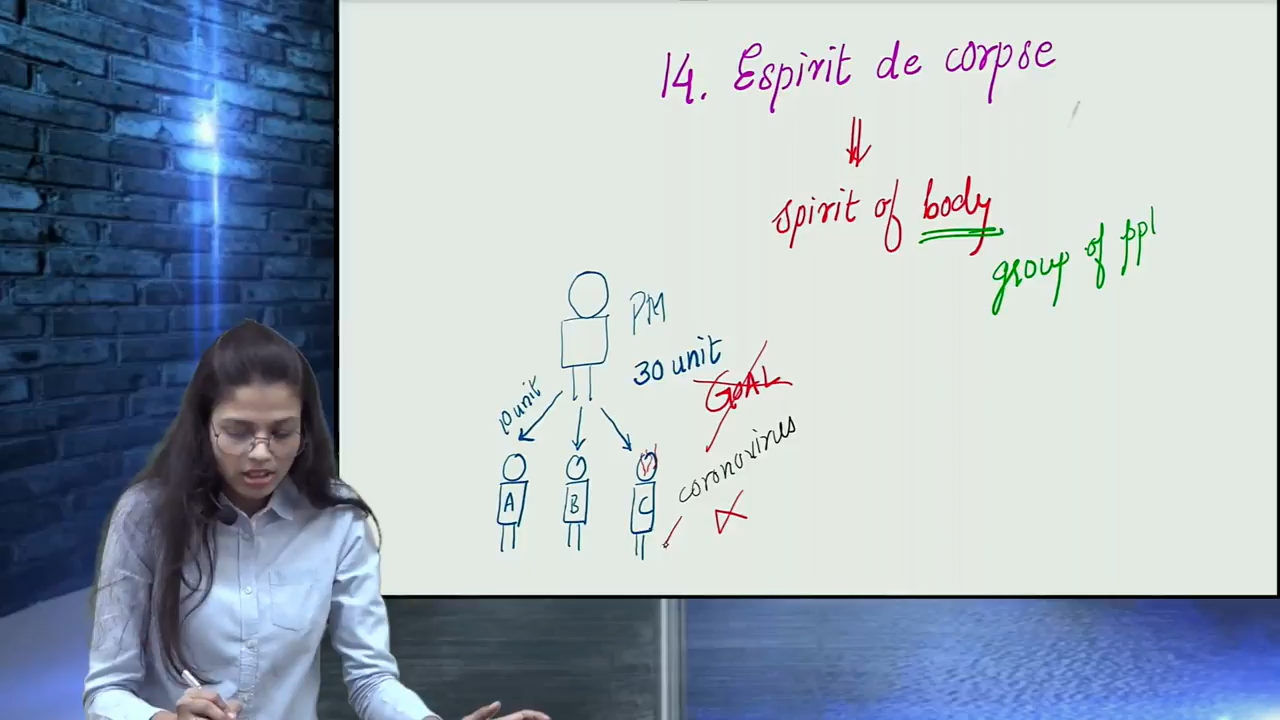 14. Espirit de corpse
spirit of body
group of ppl
PM
30 unit
GOAL
10 unit
coronavirus
A B C